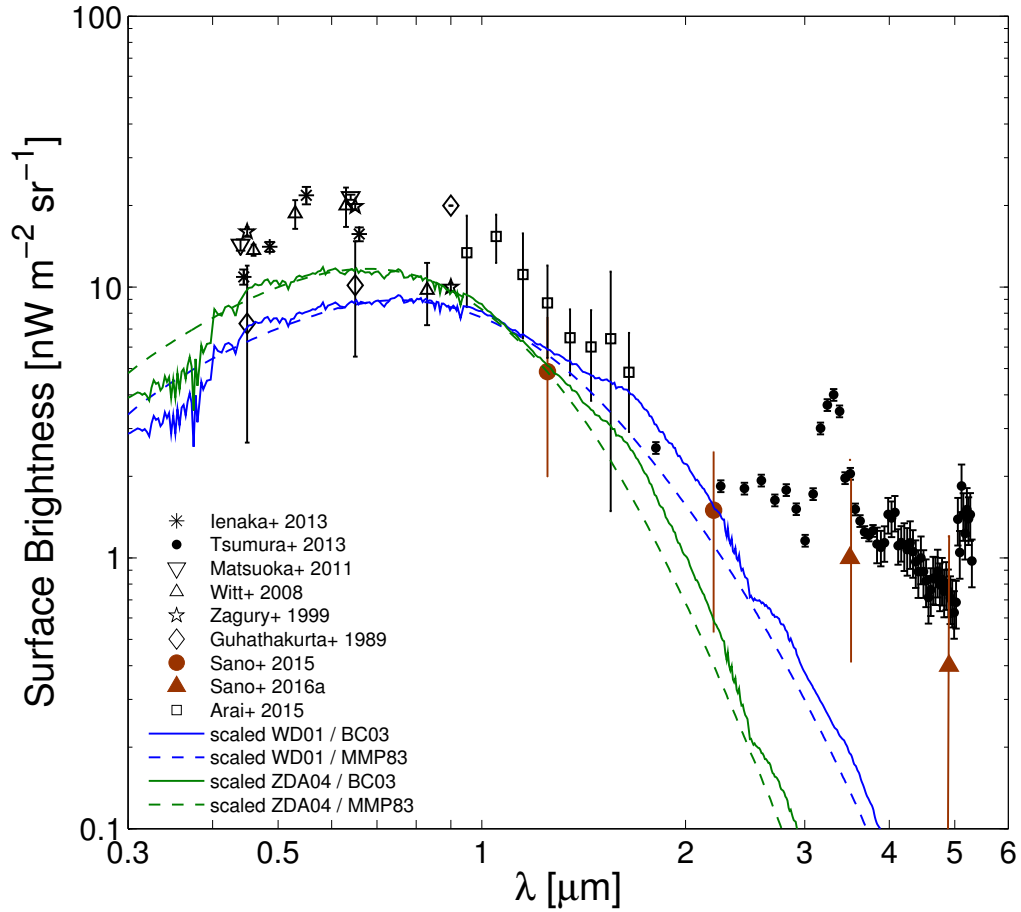 100
10
1
0.1
Surface Brightness [nW m⁻² sr⁻¹]
Ienaka+ 2013
Tsumura+ 2013
Matsuoka+ 2011
Witt+ 2008
Zagury+ 1999
Guhathakurta+ 1989
Sano+ 2015
Sano+ 2016a
Arai+ 2015
scaled WD01 / BC03
scaled WD01 / MMP83
scaled ZDA04 / BC03
scaled ZDA04 / MMP83
0.3 0.5 1 2 3 4 5 6
λ [μm]